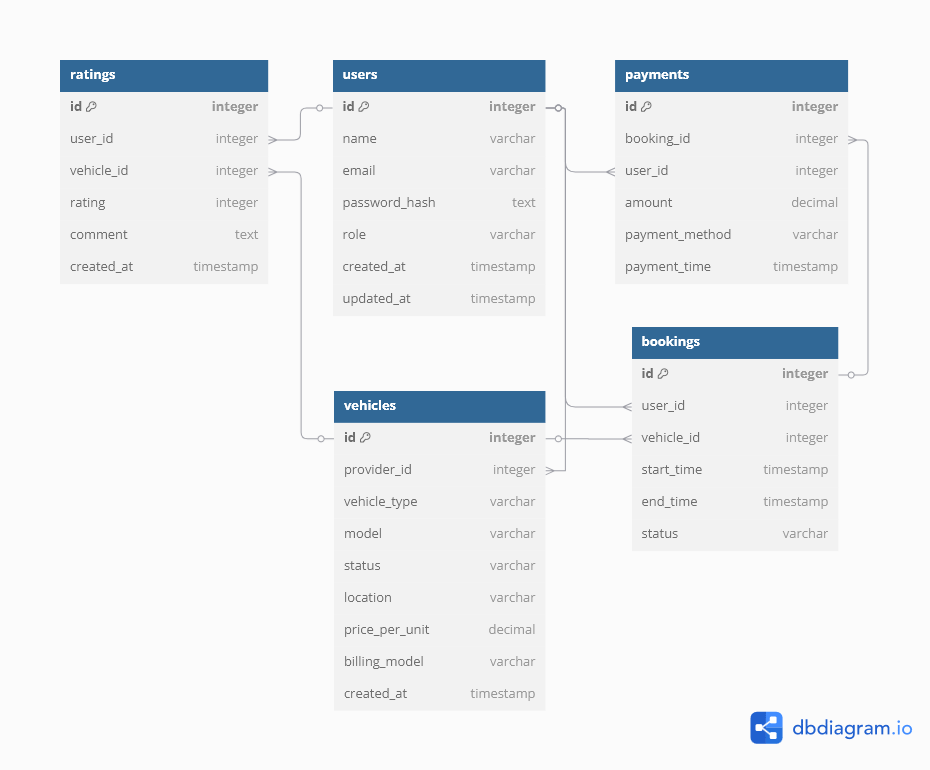 ratings
id integer
user_id integer
vehicle_id integer
rating integer
comment text
created_at timestamp
users
id integer
name varchar
email varchar
password_hash text
role varchar
created_at timestamp
updated_at timestamp
payments
id integer
booking_id integer
user_id integer
amount decimal
payment_method varchar
payment_time timestamp
bookings
id integer
user_id integer
vehicle_id integer
start_time timestamp
end_time timestamp
status varchar
vehicles
id integer
provider_id integer
vehicle_type varchar
model varchar
status varchar
location varchar
price_per_unit decimal
billing_model varchar
created_at timestamp
dbdiagram.io